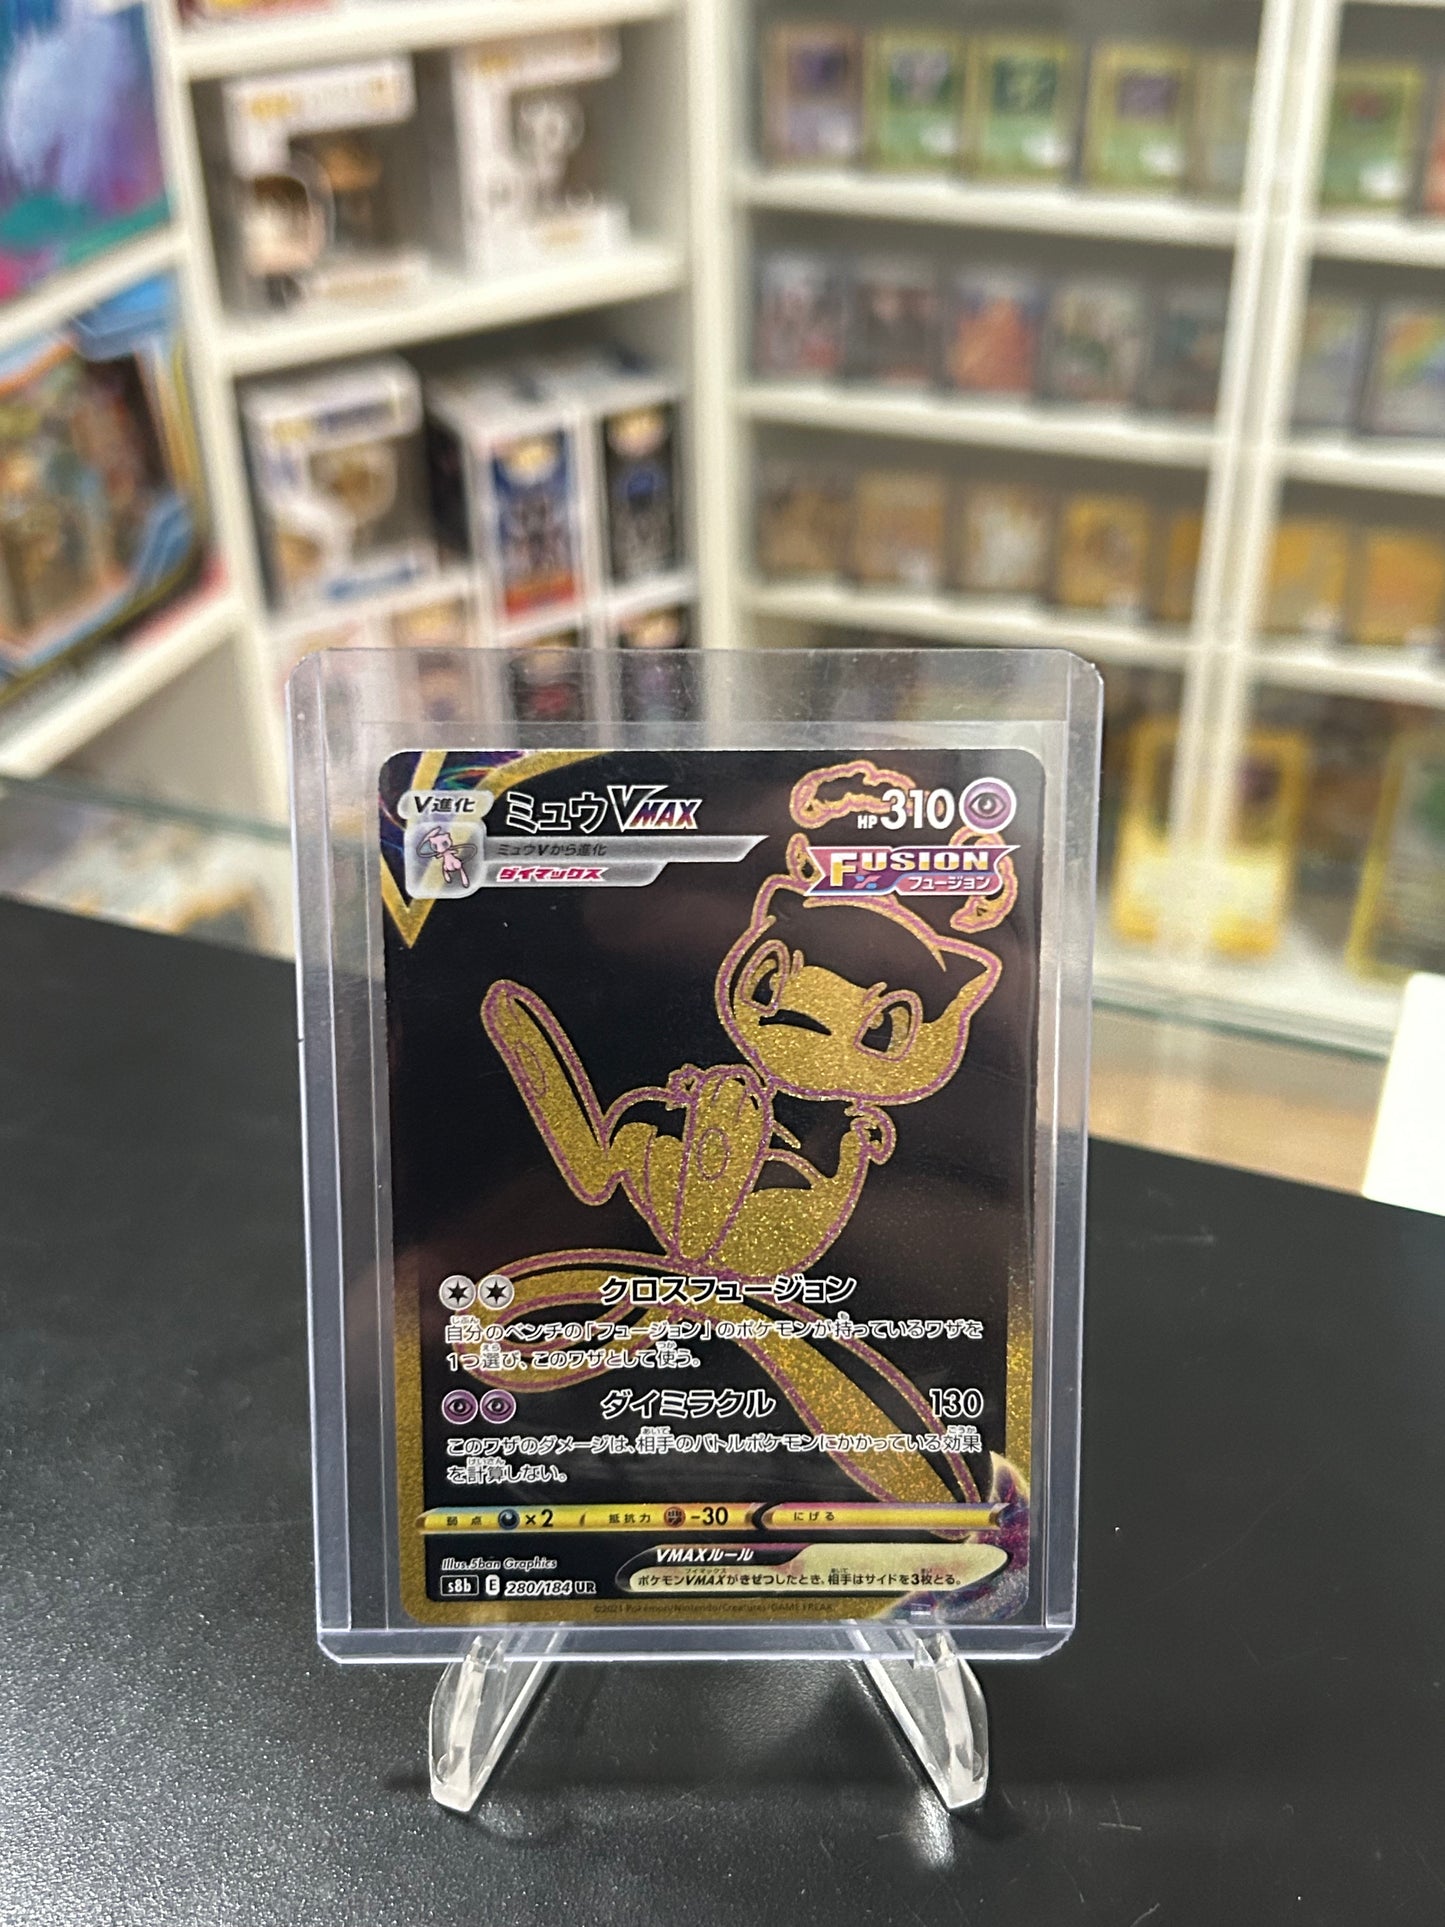 V進化
ミュウVMAX
HP310
ミュウVから進化
ダイマックス
FUSION
フュージョン
クロスフュージョン
自分のベンチの「フュージョン」のポケモンが持っているワザを
1つ選び、このワザとして使う。
ダイミラクル 130
このワザのダメージは、相手のバトルポケモンにかかっている効果
を計算しない。
弱点 ×2 抵抗力 -30 にげる
Illus. 5ban Graphics
VMAXルール
s8b E 280/184 UR
ポケモンVMAXがきぜつしたとき、相手はサイドを3枚とる。
©2021 Pokémon/Nintendo/Creatures/GAME FREAK